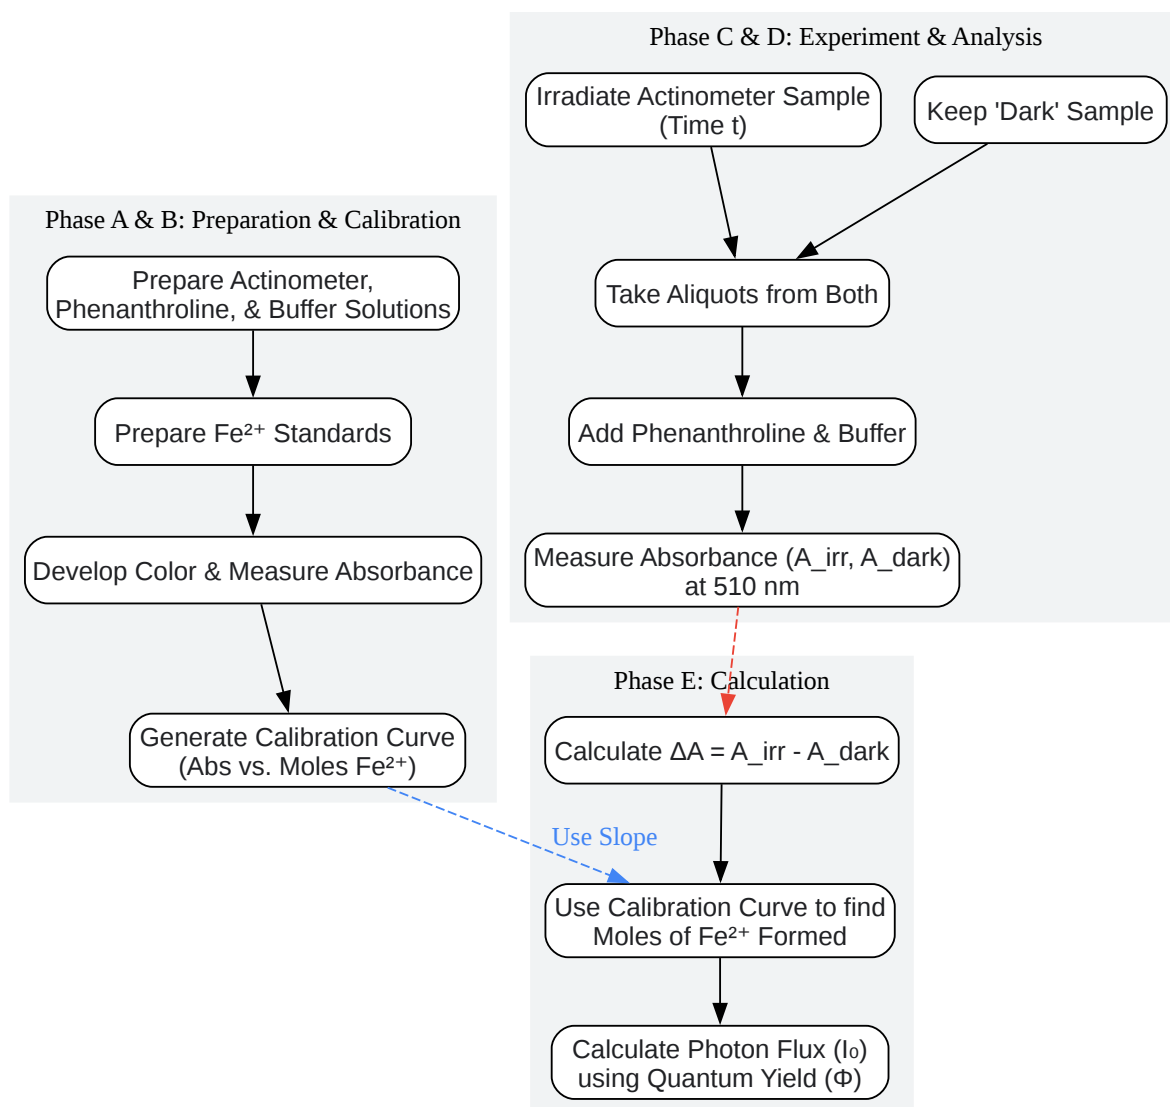 Phase C & D: Experiment & Analysis
Irradiate Actinometer Sample
(Time t)
Keep 'Dark' Sample
Take Aliquots from Both
Add Phenanthroline & Buffer
Measure Absorbance (A_irr, A_dark)
at 510 nm
Phase A & B: Preparation & Calibration
Prepare Actinometer,
Phenanthroline, & Buffer Solutions
Prepare Fe²⁺ Standards
Develop Color & Measure Absorbance
Generate Calibration Curve
(Abs vs. Moles Fe²⁺)
Use Slope
Phase E: Calculation
Calculate ΔA = A_irr - A_dark
Use Calibration Curve to find
Moles of Fe²⁺ Formed
Calculate Photon Flux (I₀)
using Quantum Yield (Φ)